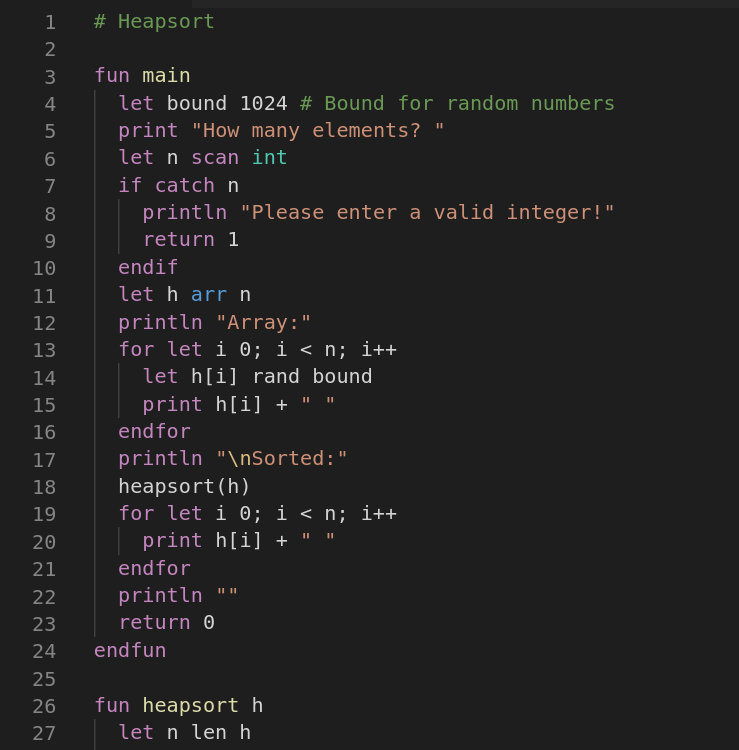 1 # Heapsort
2
3 fun main
4 let bound 1024 # Bound for random numbers
5 print "How many elements? "
6 let n scan int
7 if catch n
8 println "Please enter a valid integer!"
9 return 1
10 endif
11 let h arr n
12 println "Array:"
13 for let i 0; i < n; i++
14 let h[i] rand bound
15 print h[i] + " "
16 endfor
17 println "\nSorted:"
18 heapsort(h)
19 for let i 0; i < n; i++
20 print h[i] + " "
21 endfor
22 println ""
23 return 0
24 endfun
25
26 fun heapsort h
27 let n len h